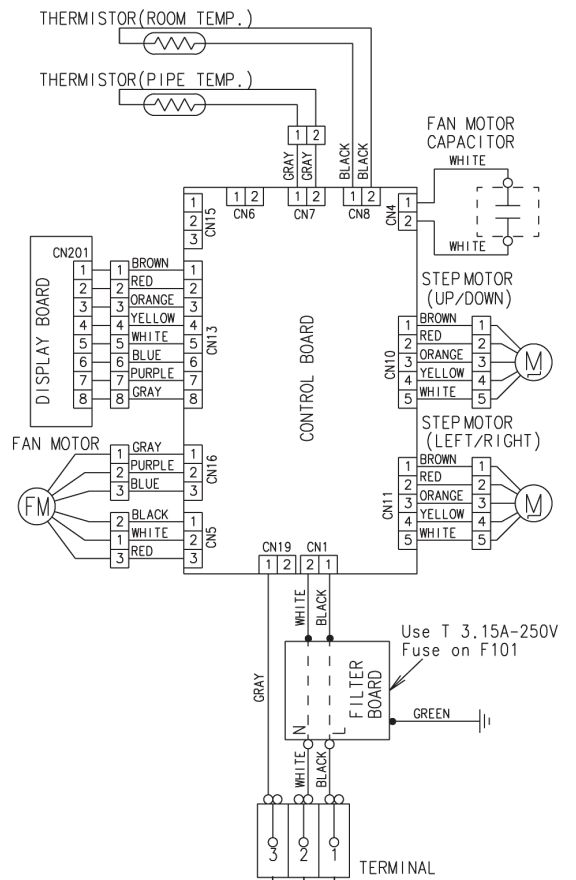 THERMISTOR(ROOM TEMP.)
THERMISTOR(PIPE TEMP.)
1 2
GRAY
GRAY
BLACK
BLACK
FAN MOTOR
CAPACITOR
WHITE
WHITE
1
2
3
CN15
1 2
CN6
1 2
CN7
1 2
CN8
CN4
1
2
DISPLAY BOARD
CN201
1 1 BROWN 1
2 2 RED 2
3 3 ORANGE 3
4 4 YELLOW 4
5 5 WHITE 5
6 6 BLUE 6
7 7 PURPLE 7
8 8 GRAY 8
CN13
CONTROL BOARD
STEPMOTOR
(UP/DOWN)
CN10
1 BROWN 1
2 RED 2
3 ORANGE 3
4 YELLOW 4
5 WHITE 5
M
FAN MOTOR
FM
1 GRAY 1
2 PURPLE 2
3 BLUE 3
CN16
2 BLACK 1
1 WHITE 2
3 RED 3
CN5
STEPMOTOR
(LEFT/RIGHT)
CN11
1 BROWN 1
2 RED 2
3 ORANGE 3
4 YELLOW 4
5 WHITE 5
M
CN19 CN1
1 2 2 1
WHITE
BLACK
GRAY
Use T 3.15A-250V
Fuse on F101
FILTER
BOARD
N
L
GREEN
WHITE
BLACK
3 2 1
TERMINAL